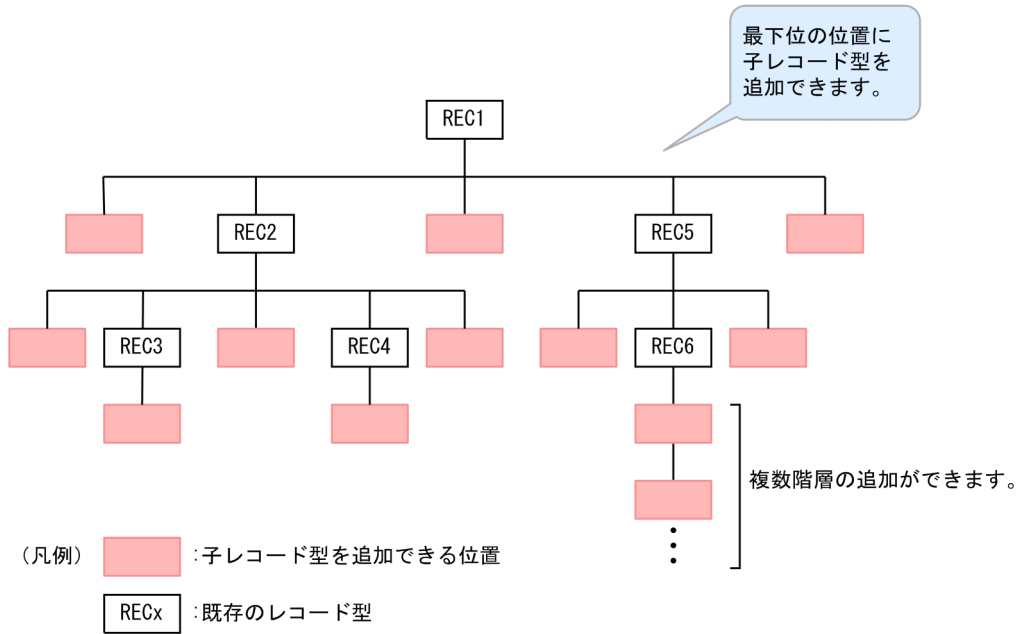 最下位の位置に
子レコード型を
追加できます。
REC1
REC2
REC5
REC3
REC4
REC6
複数階層の追加ができます。
（凡例）
:子レコード型を追加できる位置
RECx
:既存のレコード型